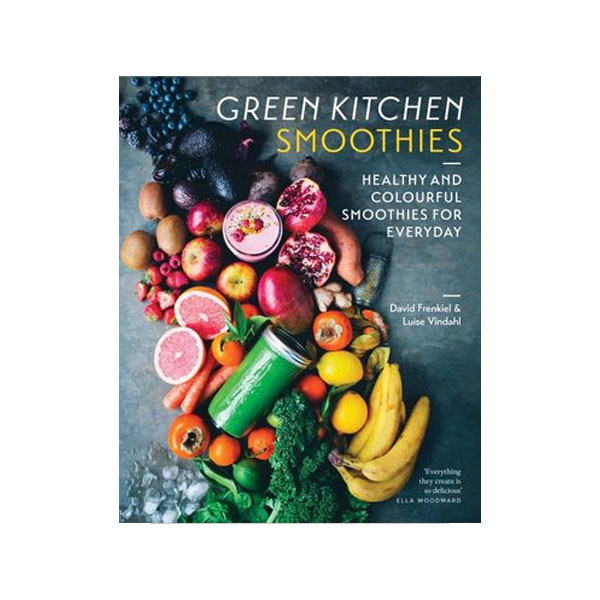 GREEN KITCHEN
SMOOTHIES
HEALTHY AND
COLOURFUL
SMOOTHIES FOR
EVERYDAY
David Frenkiel &
Luise Vindahl
'Everything
they create is
so delicious'
ELLA WOODWARD